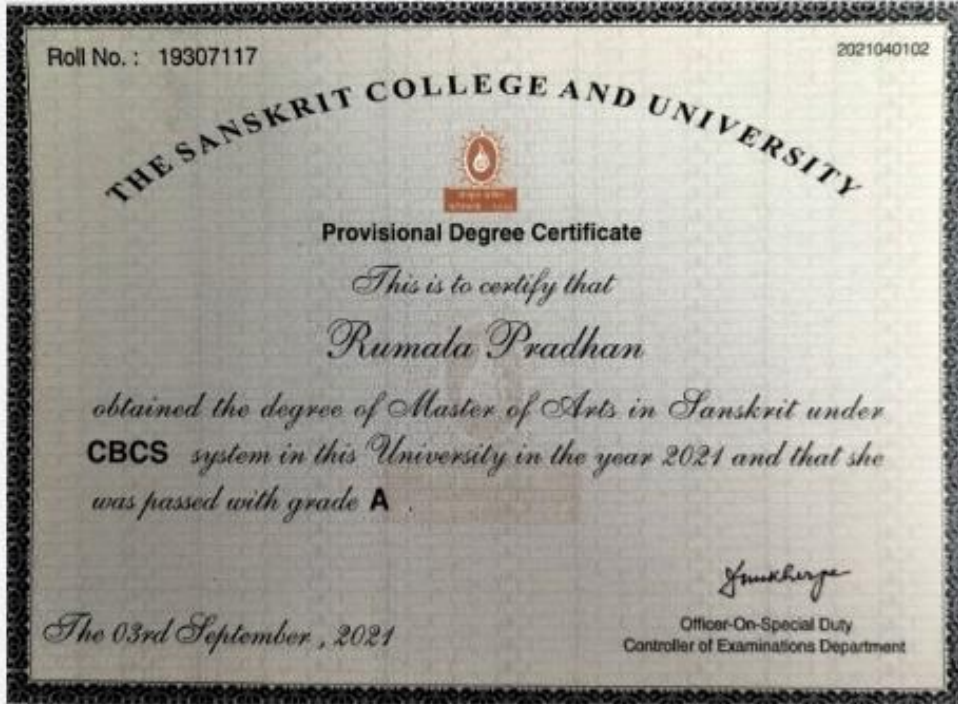 Roll No. : 19307117
2021040102
THE SANSKRIT COLLEGE AND UNIVERSITY
Provisional Degree Certificate
This is to certify that
Rumala Pradhan
obtained the degree of Master of Arts in Sanskrit under
CBCS system in this University in the year 2021 and that she
was passed with grade A .
The 03rd September , 2021
Officer-On-Special Duty
Controller of Examinations Department